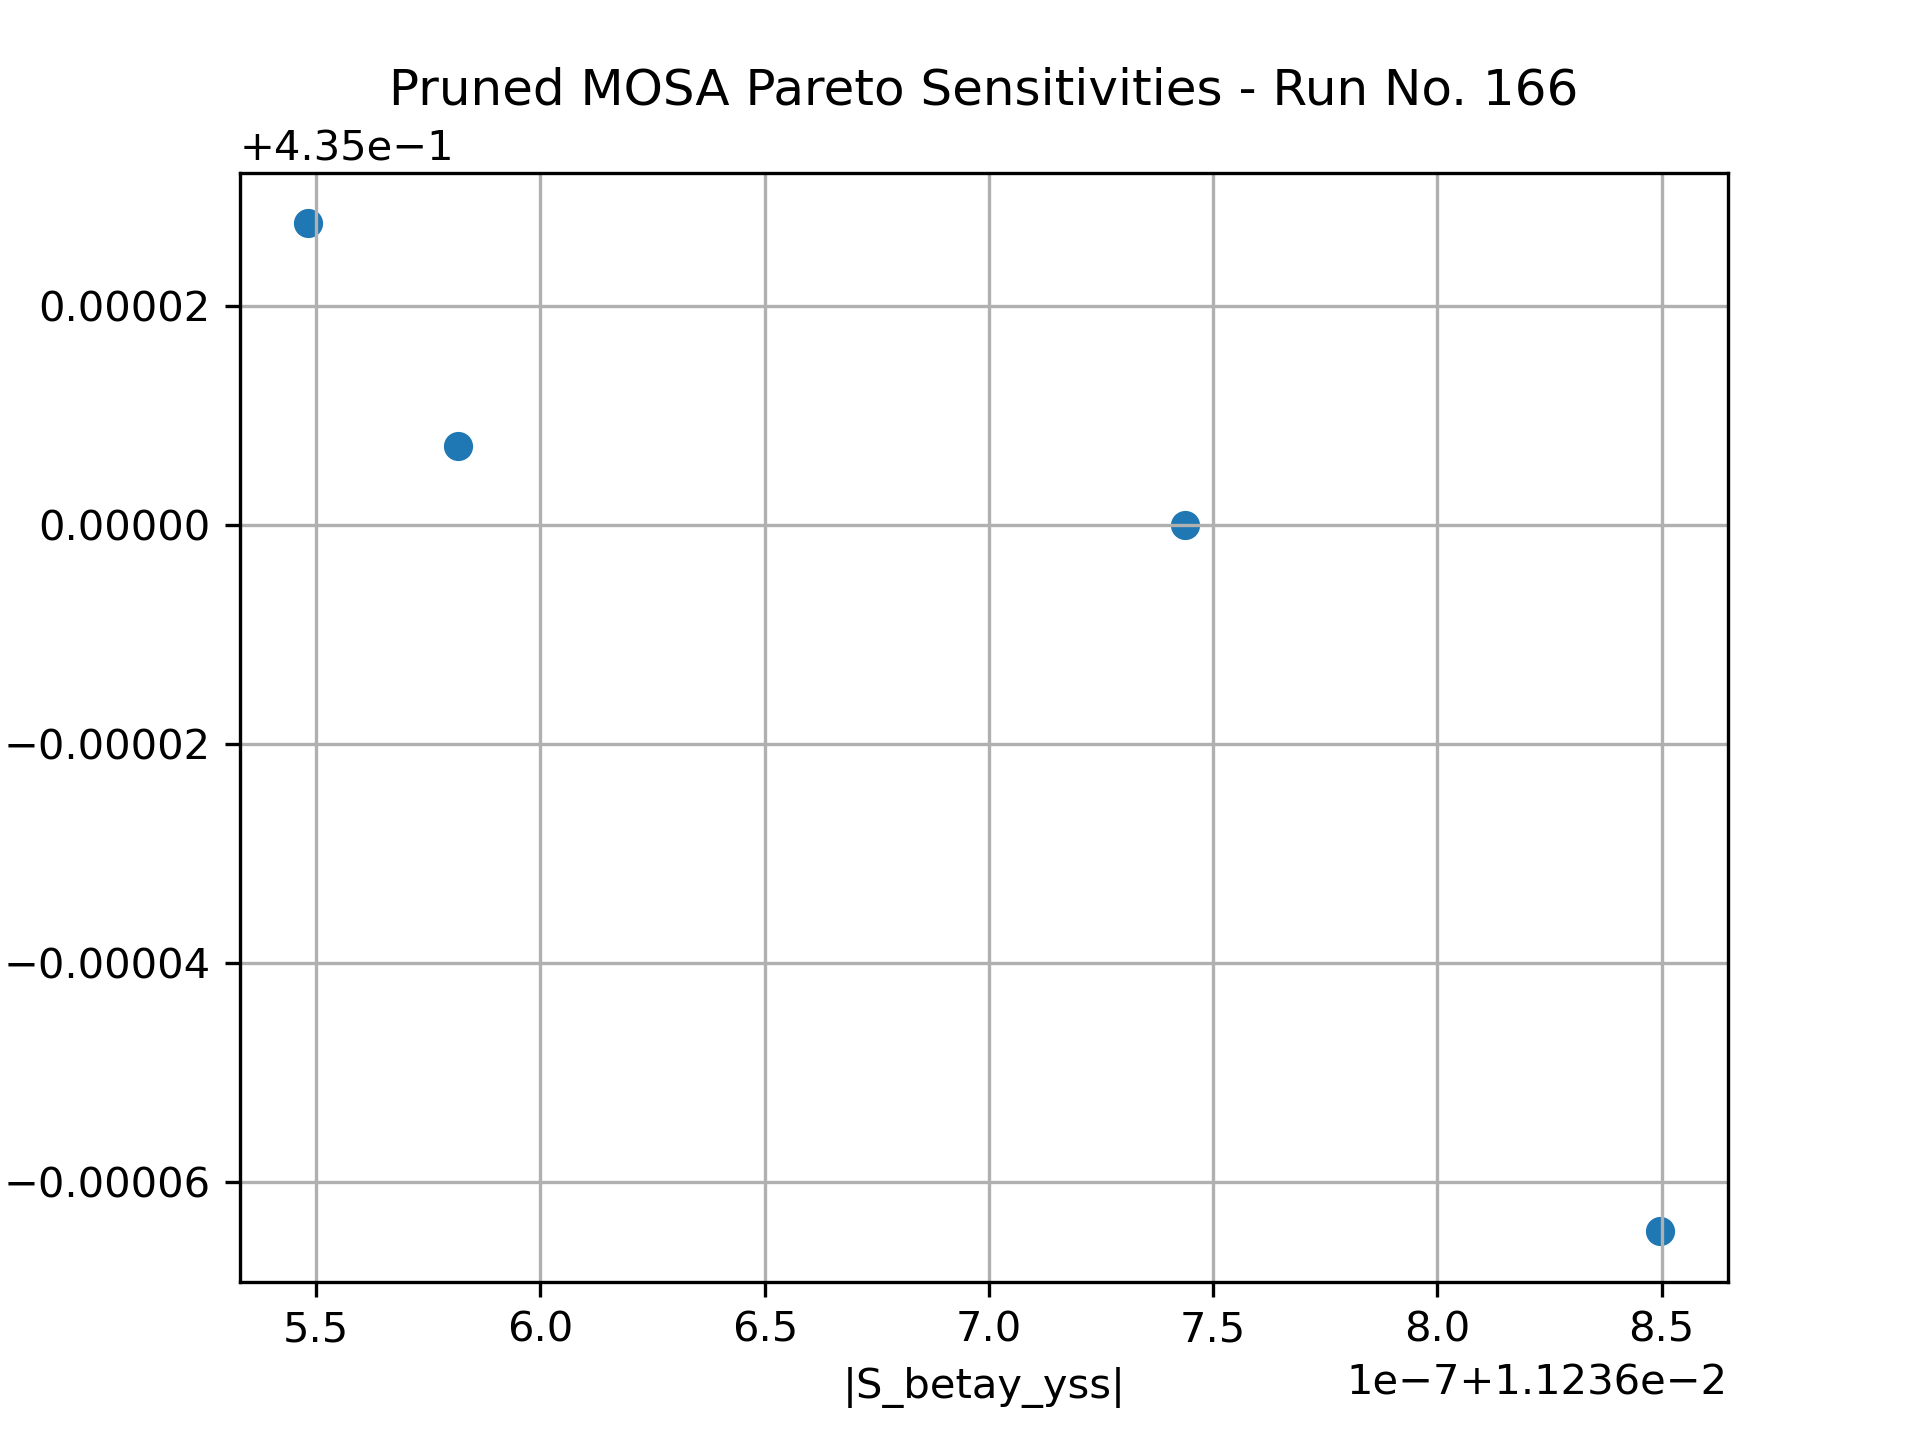 Pruned MOSA Pareto Sensitivities - Run No. 166
+4.35e−1
0.00002
0.00000
−0.00002
−0.00004
−0.00006
5.5 6.0 6.5 7.0 7.5 8.0 8.5
|S_betay_yss| 1e−7+1.1236e−2